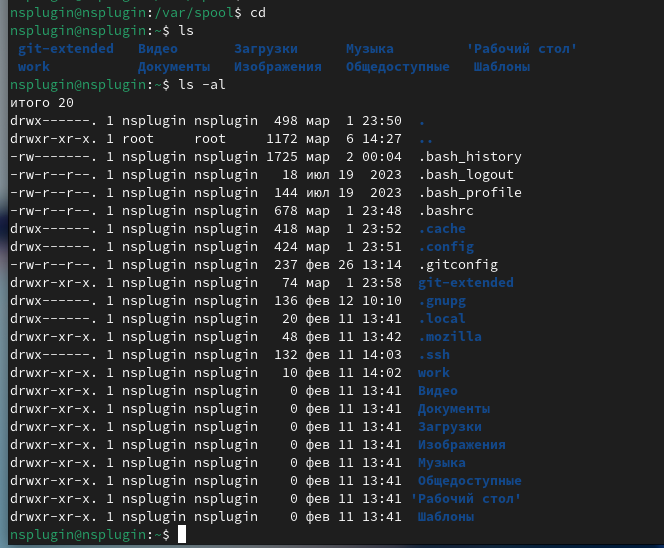 nsplugin@nsplugin:/var/spool$ cd
nsplugin@nsplugin:~$ ls
git-extended Видео Загрузки Музыка 'Рабочий стол'
work Документы Изображения Общедоступные Шаблоны
nsplugin@nsplugin:~$ ls -al
итого 20
drwx------. 1 nsplugin nsplugin 498 мар 1 23:50 .
drwxr-xr-x. 1 root root 1172 мар 6 14:27 ..
-rw-------. 1 nsplugin nsplugin 1725 мар 2 00:04 .bash_history
-rw-r--r--. 1 nsplugin nsplugin 18 июл 19 2023 .bash_logout
-rw-r--r--. 1 nsplugin nsplugin 144 июл 19 2023 .bash_profile
-rw-r--r--. 1 nsplugin nsplugin 678 мар 1 23:48 .bashrc
drwx------. 1 nsplugin nsplugin 418 мар 1 23:52 .cache
drwx------. 1 nsplugin nsplugin 424 мар 1 23:51 .config
-rw-r--r--. 1 nsplugin nsplugin 237 фев 26 13:14 .gitconfig
drwxr-xr-x. 1 nsplugin nsplugin 74 мар 1 23:58 git-extended
drwx------. 1 nsplugin nsplugin 136 фев 12 10:10 .gnupg
drwx------. 1 nsplugin nsplugin 20 фев 11 13:41 .local
drwxr-xr-x. 1 nsplugin nsplugin 48 фев 11 13:42 .mozilla
drwx------. 1 nsplugin nsplugin 132 фев 11 14:03 .ssh
drwxr-xr-x. 1 nsplugin nsplugin 10 фев 11 14:02 work
drwxr-xr-x. 1 nsplugin nsplugin 0 фев 11 13:41 Видео
drwxr-xr-x. 1 nsplugin nsplugin 0 фев 11 13:41 Документы
drwxr-xr-x. 1 nsplugin nsplugin 0 фев 11 13:41 Загрузки
drwxr-xr-x. 1 nsplugin nsplugin 0 фев 11 13:41 Изображения
drwxr-xr-x. 1 nsplugin nsplugin 0 фев 11 13:41 Музыка
drwxr-xr-x. 1 nsplugin nsplugin 0 фев 11 13:41 Общедоступные
drwxr-xr-x. 1 nsplugin nsplugin 0 фев 11 13:41 'Рабочий стол'
drwxr-xr-x. 1 nsplugin nsplugin 0 фев 11 13:41 Шаблоны
nsplugin@nsplugin:~$